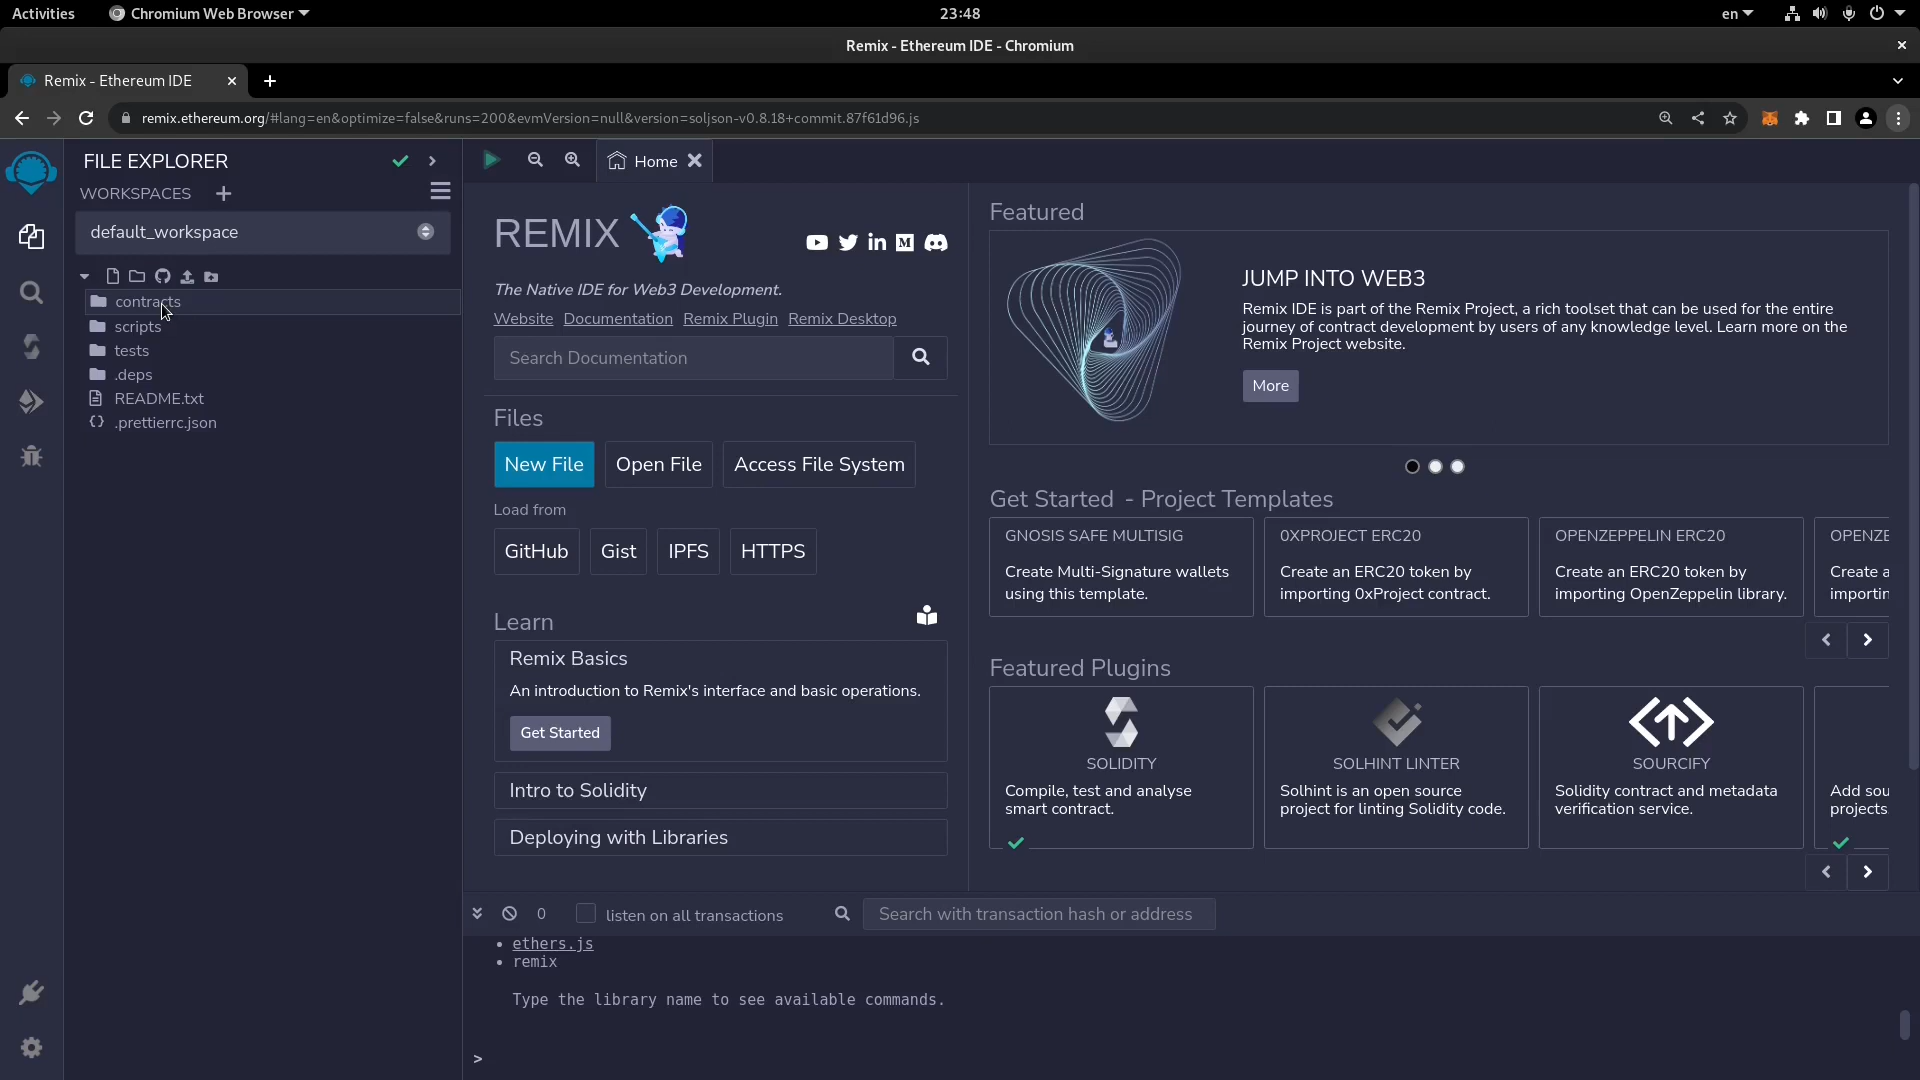 Activities
Chromium Web Browser
23:48
en
Remix - Ethereum IDE - Chromium
Remix - Ethereum IDE
remix.ethereum.org/#lang=en&optimize=false&runs=200&evmVersion=null&version=soljson-v0.8.18+commit.87f61d96.js
FILE EXPLORER
WORKSPACES
default_workspace
contracts
scripts
tests
.deps
README.txt
.prettierrc.json
Home
REMIX
The Native IDE for Web3 Development.
Website Documentation Remix Plugin Remix Desktop
Search Documentation
Files
New File
Open File
Access File System
Load from
GitHub
Gist
IPFS
HTTPS
Learn
Remix Basics
An introduction to Remix's interface and basic operations.
Get Started
Intro to Solidity
Deploying with Libraries
Featured
JUMP INTO WEB3
Remix IDE is part of the Remix Project, a rich toolset that can be used for the entire
journey of contract development by users of any knowledge level. Learn more on the
Remix Project website.
More
Get Started - Project Templates
GNOSIS SAFE MULTISIG
Create Multi-Signature wallets
using this template.
0XPROJECT ERC20
Create an ERC20 token by
importing 0xProject contract.
OPENZEPPELIN ERC20
Create an ERC20 token by
importing OpenZeppelin library.
OPENZE
Create a
importin
Featured Plugins
SOLIDITY
Compile, test and analyse
smart contract.
SOLHINT LINTER
Solhint is an open source
project for linting Solidity code.
SOURCIFY
Solidity contract and metadata
verification service.
Add sou
projects
0
listen on all transactions
Search with transaction hash or address
• ethers.js
• remix
Type the library name to see available commands.
>